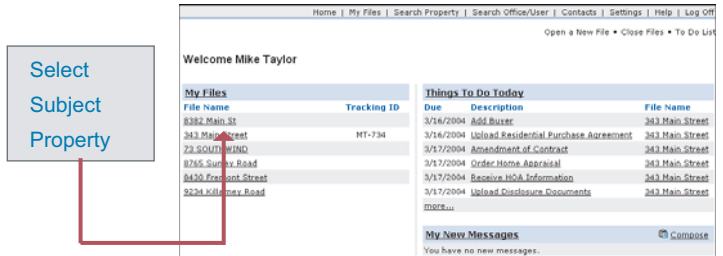 Home | My Files | Search Property | Search Office/User | Contacts | Settings | Help | Log Off
Open a New File • Close Files • To Do List
Select
Subject
Property
Welcome Mike Taylor
My Files
File Name Tracking ID
8382 Main St
343 Main Street MT-734
73 SOUTHWIND
8765 Survey Road
8430 Fremont Street
9234 Killarney Road
Things To Do Today
Due Description File Name
3/16/2004 Add Buyer 343 Main Street
3/16/2004 Upload Residential Purchase Agreement 343 Main Street
3/17/2004 Amendment of Contract 343 Main Street
3/17/2004 Order Home Appraisal 343 Main Street
3/17/2004 Receive HOA Information 343 Main Street
3/17/2004 Upload Disclosure Documents 343 Main Street
more...
My New Messages Compose
You have no new messages.